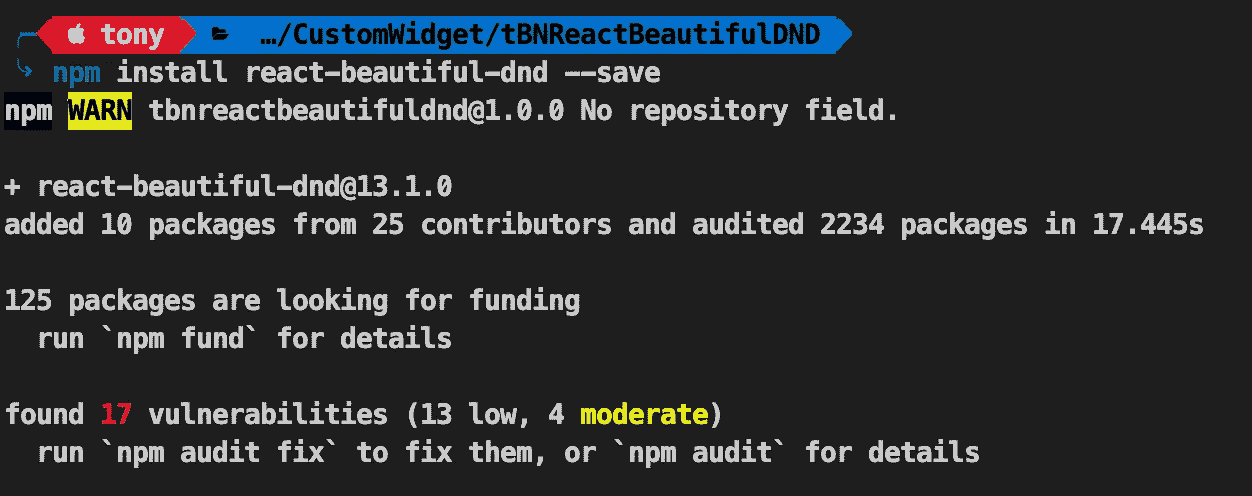 tony …/CustomWidget/tBNReactBeautifulDND
npm install react-beautiful-dnd --save
npm WARN tbnreactbeautifuldnd@1.0.0 No repository field.
+ react-beautiful-dnd@13.1.0
added 10 packages from 25 contributors and audited 2234 packages in 17.445s
125 packages are looking for funding
run `npm fund` for details
found 17 vulnerabilities (13 low, 4 moderate)
run `npm audit fix` to fix them, or `npm audit` for details